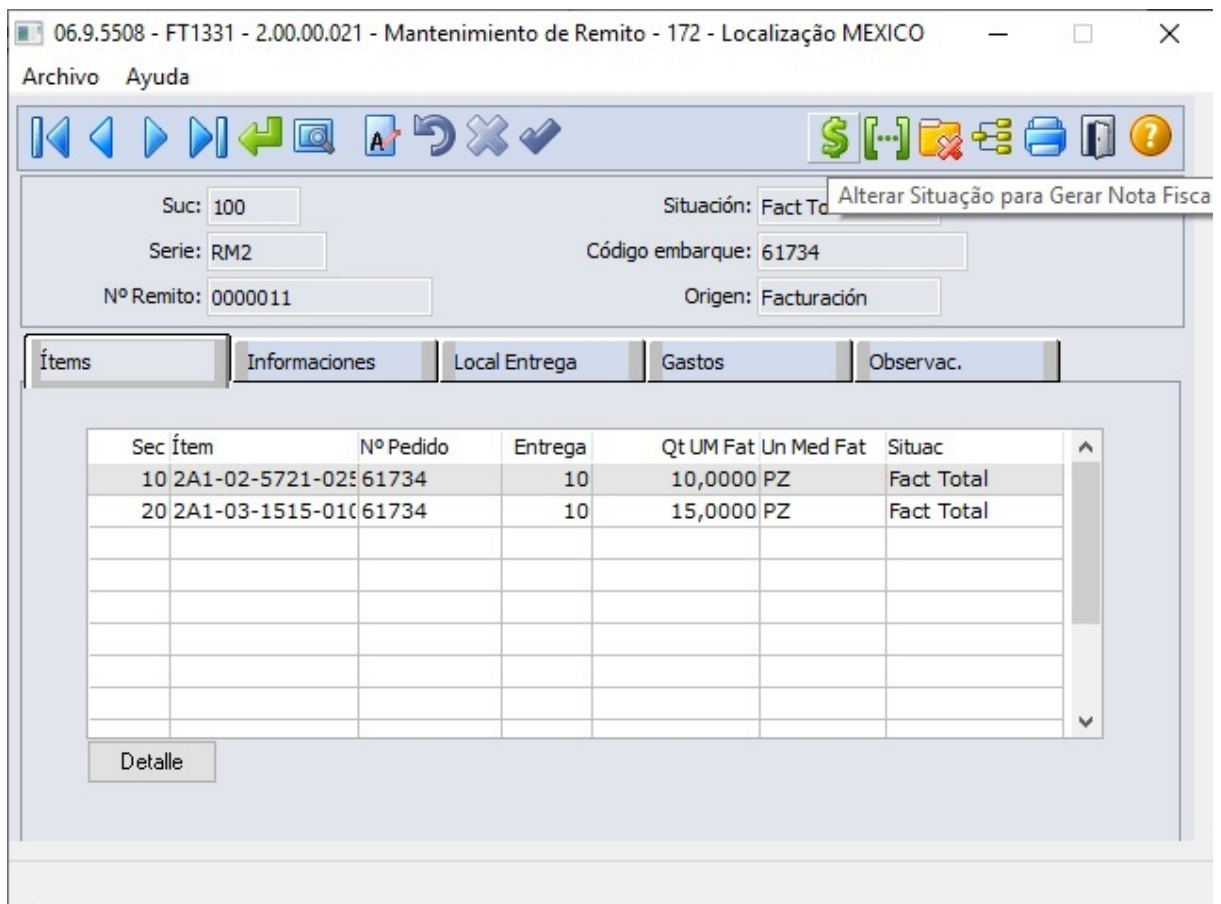 06.9.5508 - FT1331 - 2.00.00.021 - Mantenimiento de Remito - 172 - Localização MEXICO
Archivo Ayuda
Alterar Situação para Gerar Nota Fisca
Suc: 100 Situación: Fact To
Serie: RM2 Código embarque: 61734
Nº Remito: 0000011 Origen: Facturación
Ítems Informaciones Local Entrega Gastos Observac.
Sec Ítem Nº Pedido Entrega Qt UM Fat Un Med Fat Situac
10 2A1-02-5721-025 61734 10 10,0000 PZ Fact Total
20 2A1-03-1515-010 61734 10 15,0000 PZ Fact Total
Detalle